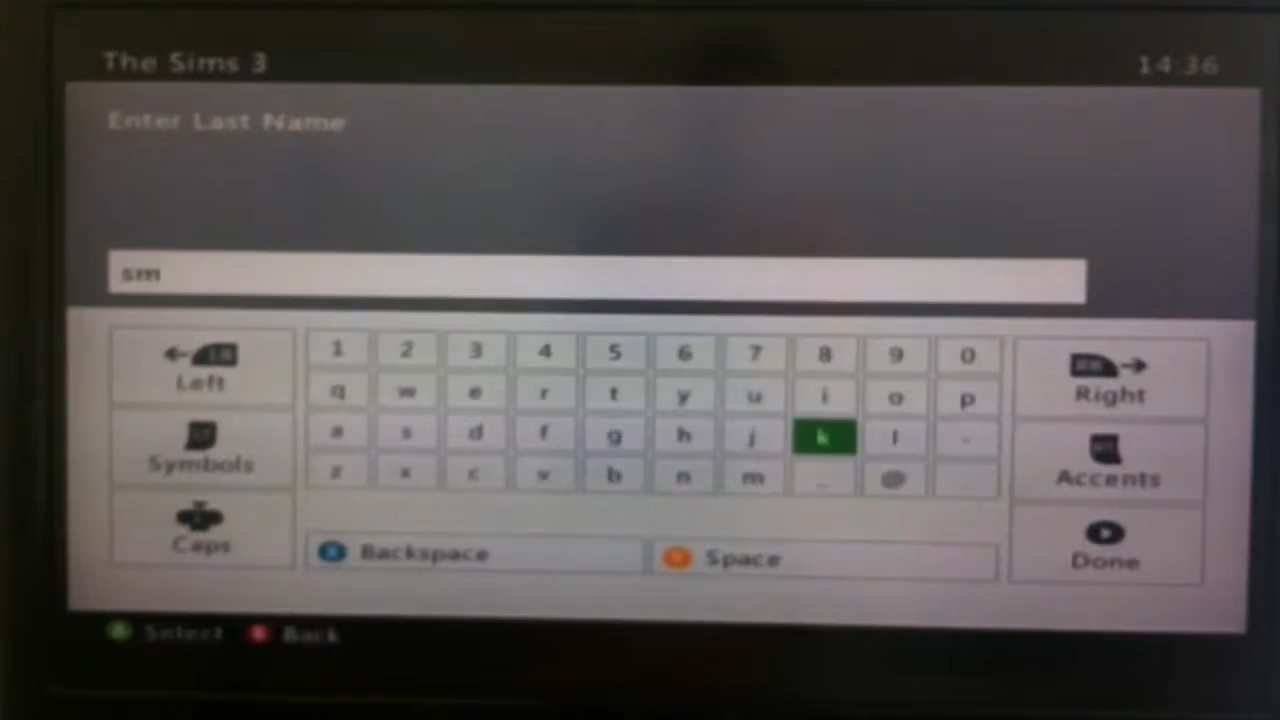 The Sims 3
14:36
Enter Last Name
sm
Left
Symbols
Caps
1 2 3 4 5 6 7 8 9 0
q w e r t y u i o p
a s d f g h j k l -
z x c v b n m _ @
Right
Accents
Done
Backspace
Space
Select
Back